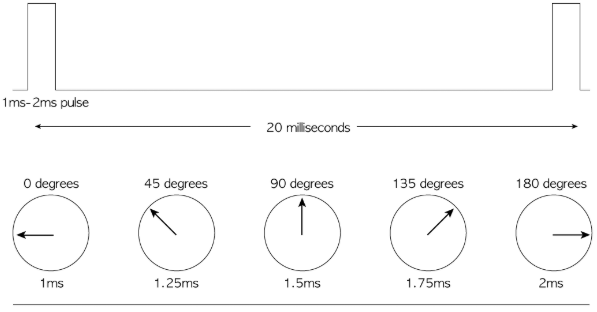 1ms-2ms pulse
20 milliseconds
0 degrees 45 degrees 90 degrees 135 degrees 180 degrees
1ms 1.25ms 1.5ms 1.75ms 2ms